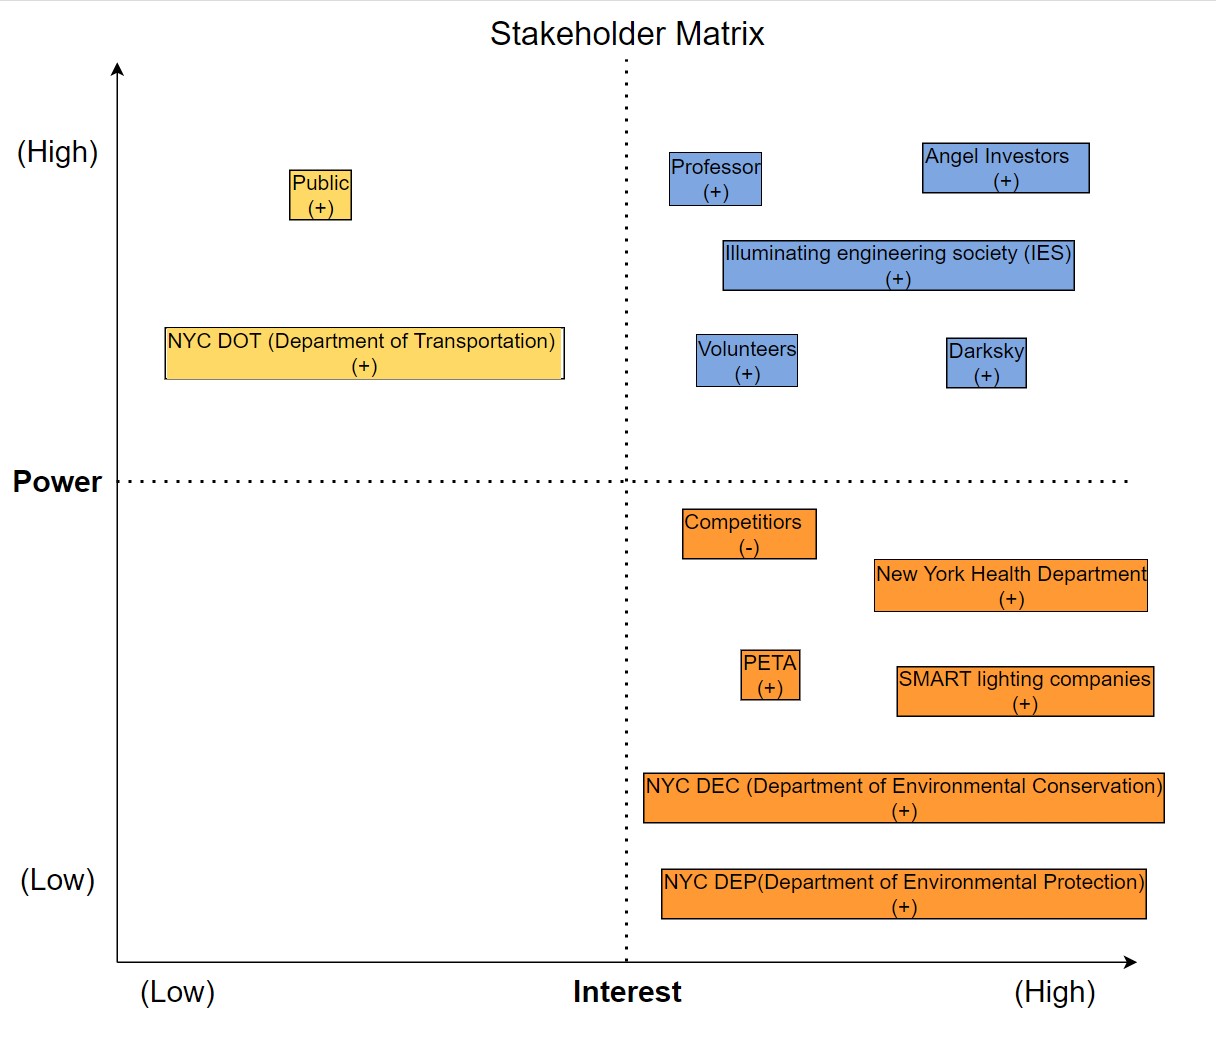 Stakeholder Matrix
(High)
Public
(+)
Professor
(+)
Angel Investors
(+)
Illuminating engineering society (IES)
(+)
NYC DOT (Department of Transportation)
(+)
Volunteers
(+)
Darksky
(+)
Power
Competitiors
(-)
New York Health Department
(+)
PETA
(+)
SMART lighting companies
(+)
NYC DEC (Department of Environmental Conservation)
(+)
(Low)
NYC DEP(Department of Environmental Protection)
(+)
(Low)
Interest
(High)